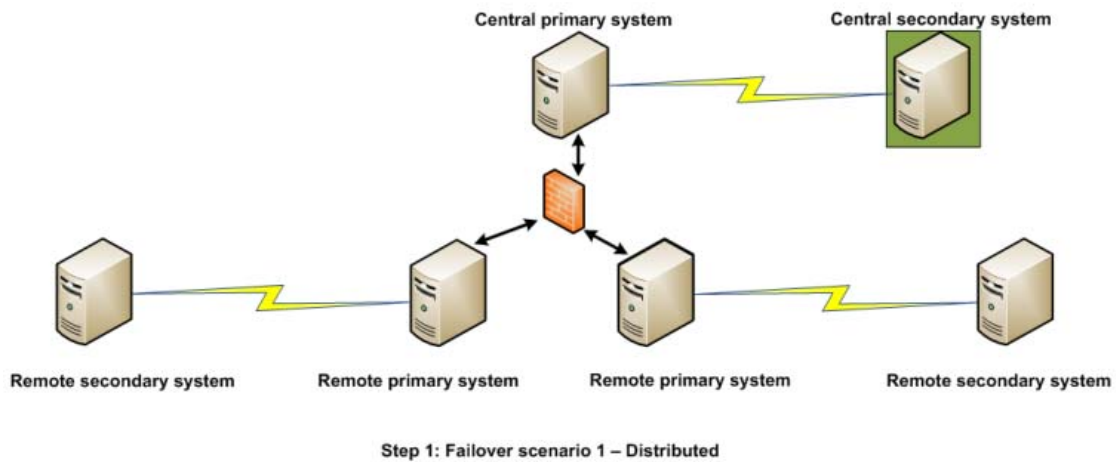 Central primary system
Central secondary system
Remote secondary system
Remote primary system
Remote primary system
Remote secondary system
Step 1: Failover scenario 1 – Distributed